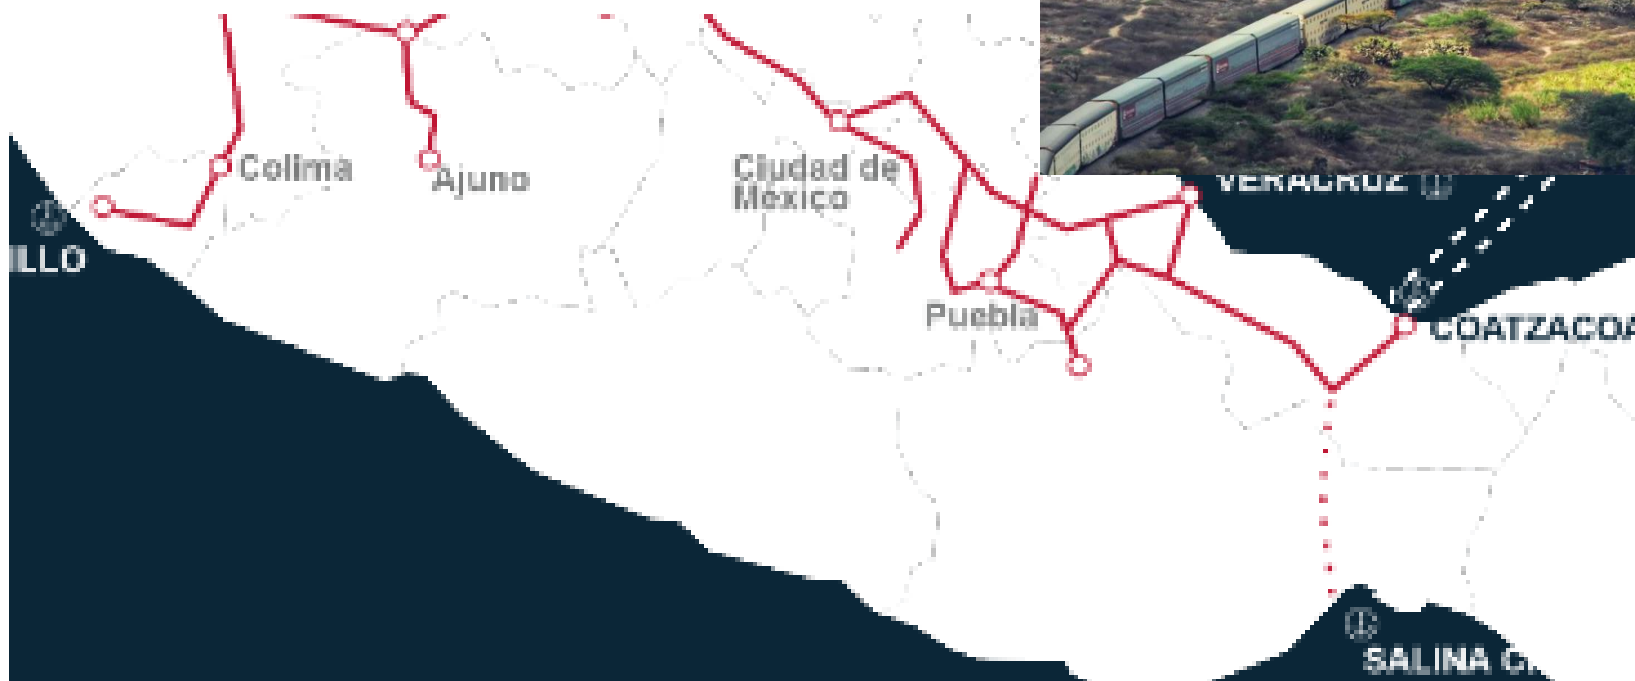 Colima
Ajuno
Ciudad de
México
VERACRUZ
ILLO
Puebla
COATZACOA
SALINA C